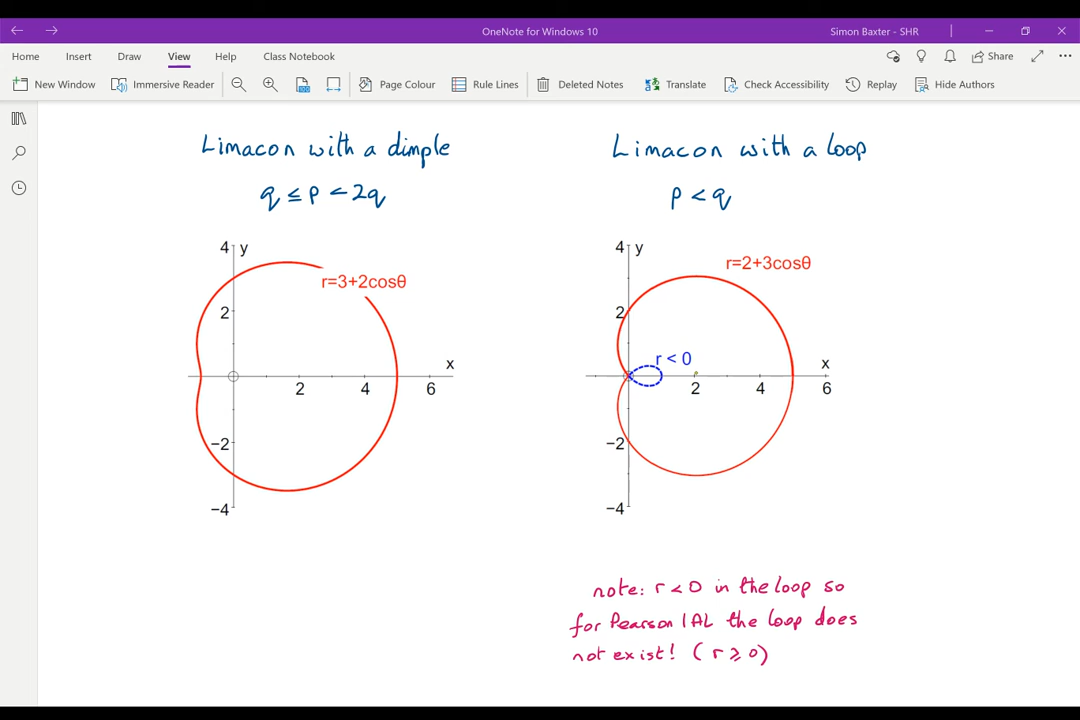 OneNote for Windows 10
Simon Baxter - SHR
Home Insert Draw View Help Class Notebook
Share
New Window Immersive Reader Page Colour Rule Lines Deleted Notes Translate Check Accessibility Replay Hide Authors
Limacon with a dimple
q ≤ p < 2q
4 y
r=3+2cosθ
2
x
2 4 6
−2
−4
Limacon with a loop
p < q
4 y
r=2+3cosθ
2
r < 0
x
2 4 6
−2
−4
note: r < 0 in the loop so
for Pearson IAL the loop does
not exist! (r ≥ 0)